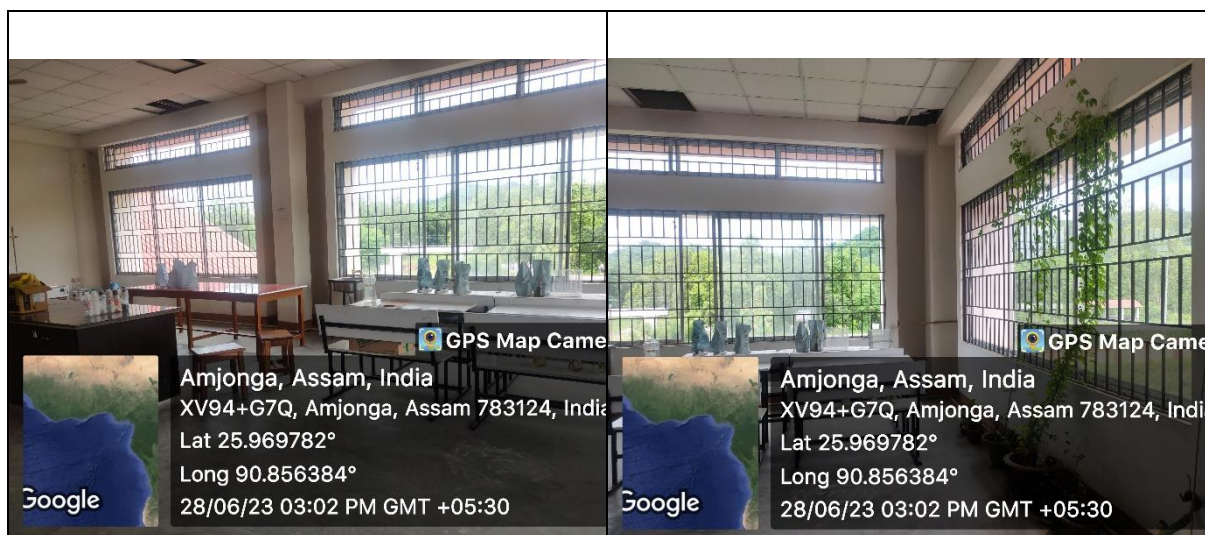 GPS Map Came
Amjonga, Assam, India
XV94+G7Q, Amjonga, Assam 783124, India
Lat 25.969782°
Long 90.856384°
28/06/23 03:02 PM GMT +05:30
Google
GPS Map Came
Amjonga, Assam, India
XV94+G7Q, Amjonga, Assam 783124, Indi
Lat 25.969782°
Long 90.856384°
28/06/23 03:02 PM GMT +05:30
Google